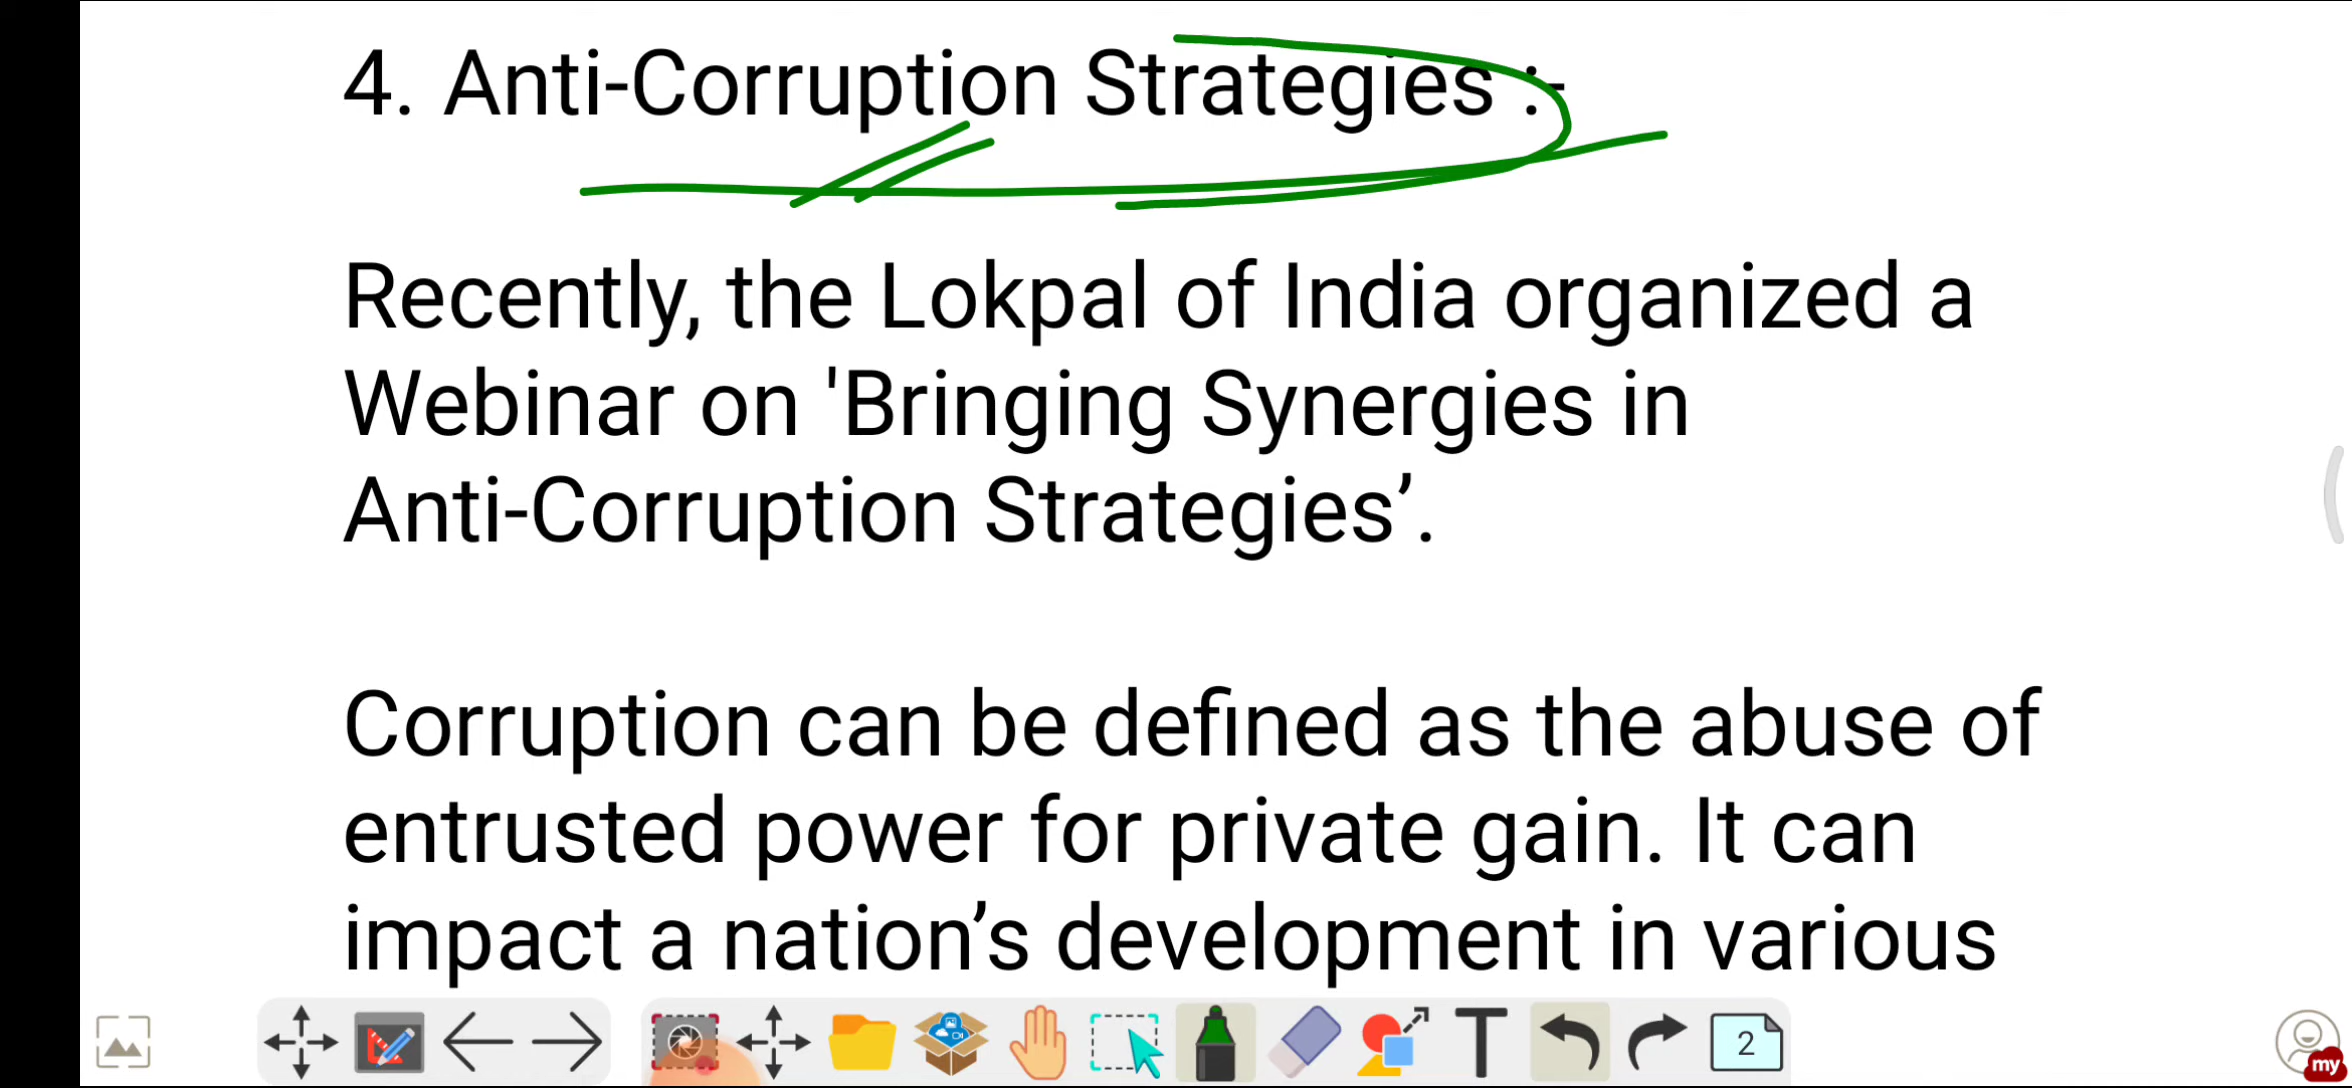 4. Anti-Corruption Strategies :-
Recently, the Lokpal of India organized a
Webinar on 'Bringing Synergies in
Anti-Corruption Strategies’.
Corruption can be defined as the abuse of
entrusted power for private gain. It can
impact a nation’s development in various
T
2
my